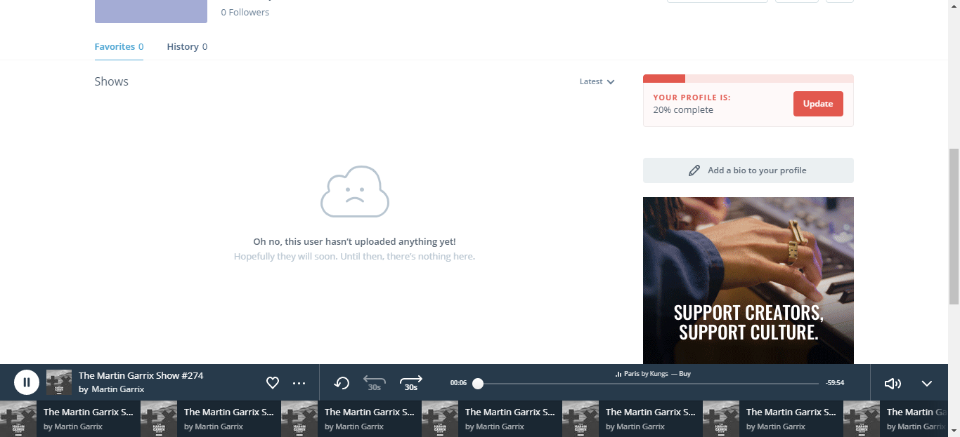 0 Followers
Favorites 0
History 0
Shows
Latest
YOUR PROFILE IS:
20% complete
Update
Add a bio to your profile
Oh no, this user hasn't uploaded anything yet!
Hopefully they will soon. Until then, there's nothing here.
SUPPORT CREATORS,
SUPPORT CULTURE.
The Martin Garrix Show #274
by Martin Garrix
30s
30s
00:06
Paris by Kungs — Buy
-59:54
The Martin Garrix S...
by Martin Garrix
The Martin Garrix S...
by Martin Garrix
The Martin Garrix S...
by Martin Garrix
The Martin Garrix S...
by Martin Garrix
The Martin Garrix S...
by Martin Garrix
The Martin Garrix S...
by Martin Garrix
The Martin
by Martin Garrix